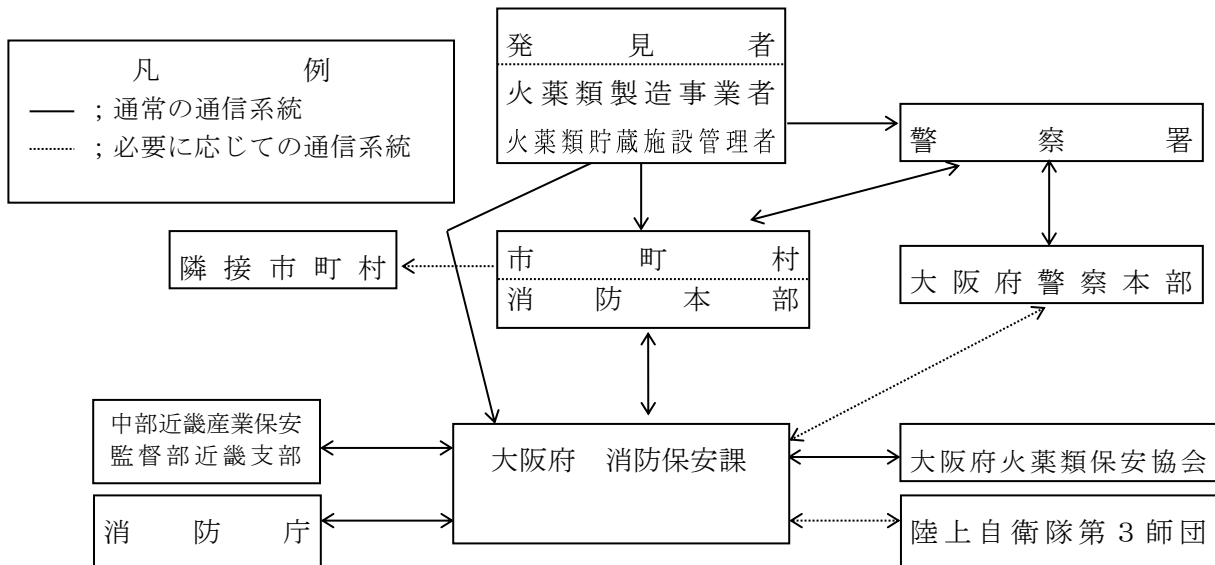 凡　例
；通常の通信系統
；必要に応じての通信系統
発見者
火薬類製造事業者
火薬類貯蔵施設管理者
警察署
隣接市町村
市町村
消防本部
大阪府警察本部
中部近畿産業保安
監督部近畿支部
大阪府　消防保安課
大阪府火薬類保安協会
消防庁
陸上自衛隊第３師団